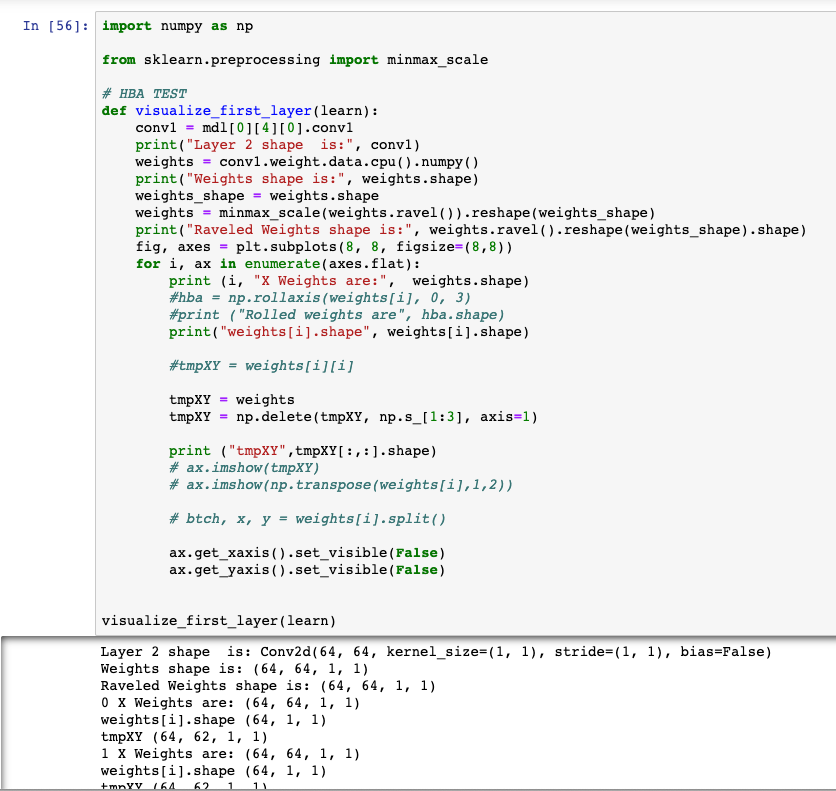 In [56]:
import numpy as np
from sklearn.preprocessing import minmax_scale
# HBA TEST
def visualize_first_layer(learn):
    conv1 = mdl[0][4][0].conv1
    print("Layer 2 shape  is:", conv1)
    weights = conv1.weight.data.cpu().numpy()
    print("Weights shape is:", weights.shape)
    weights_shape = weights.shape
    weights = minmax_scale(weights.ravel()).reshape(weights_shape)
    print("Raveled Weights shape is:", weights.ravel().reshape(weights_shape).shape)
    fig, axes = plt.subplots(8, 8, figsize=(8,8))
    for i, ax in enumerate(axes.flat):
        print (i, "X Weights are:",  weights.shape)
        #hba = np.rollaxis(weights[i], 0, 3)
        #print ("Rolled weights are", hba.shape)
        print("weights[i].shape", weights[i].shape)
        #tmpXY = weights[i][i]
        tmpXY = weights
        tmpXY = np.delete(tmpXY, np.s_[1:3], axis=1)
        print ("tmpXY",tmpXY[:,:].shape)
        # ax.imshow(tmpXY)
        # ax.imshow(np.transpose(weights[i],1,2))
        # btch, x, y = weights[i].split()
        ax.get_xaxis().set_visible(False)
        ax.get_yaxis().set_visible(False)
visualize_first_layer(learn)
Layer 2 shape  is: Conv2d(64, 64, kernel_size=(1, 1), stride=(1, 1), bias=False)
Weights shape is: (64, 64, 1, 1)
Raveled Weights shape is: (64, 64, 1, 1)
0 X Weights are: (64, 64, 1, 1)
weights[i].shape (64, 1, 1)
tmpXY (64, 62, 1, 1)
1 X Weights are: (64, 64, 1, 1)
weights[i].shape (64, 1, 1)
tmpXY (64, 62, 1, 1)